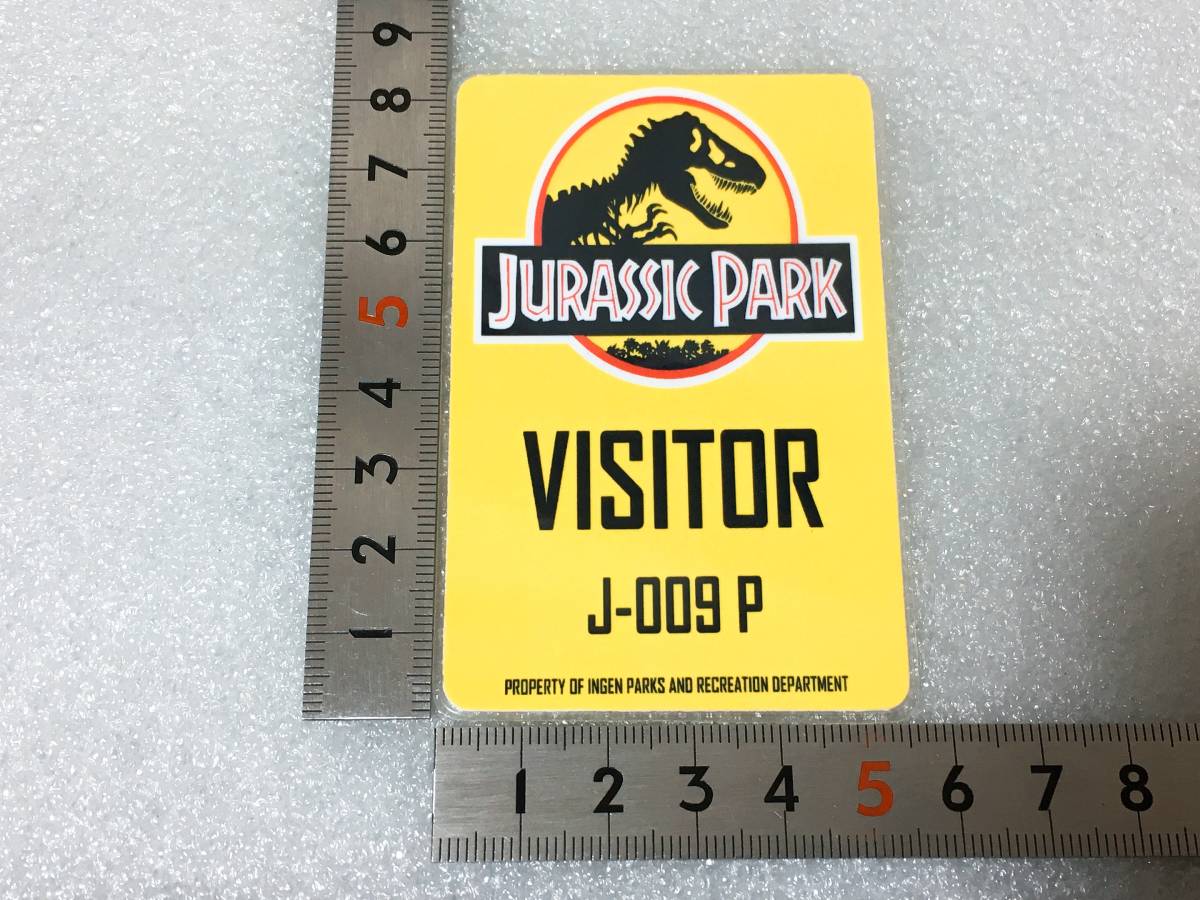 JURASSIC PARK
VISITOR
J-009 P
PROPERTY OF INGEN PARKS AND RECREATION DEPARTMENT
9
8
7
6
5
4
3
2
1
1 2 3 4 5 6 7 8